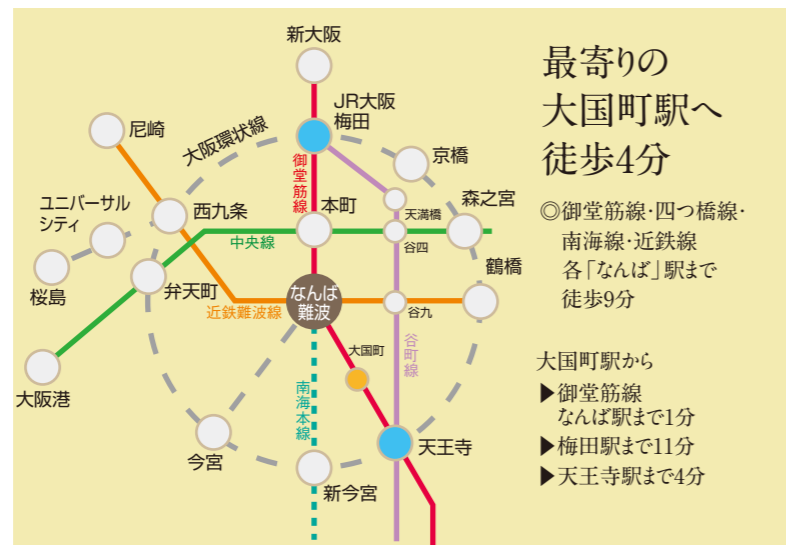 新大阪
JR大阪
梅田
尼崎
大阪環状線
京橋
御堂筋線
ユニバーサル
シティ
西九条
本町
天満橋
森之宮
中央線
谷四
桜島
弁天町
なんば
難波
鶴橋
近鉄難波線
谷九
大国町
谷町線
大阪港
南海本線
今宮
天王寺
新今宮
最寄りの
大国町駅へ
徒歩4分
◎御堂筋線・四つ橋線・
南海線・近鉄線
各「なんば」駅まで
徒歩9分
大国町駅から
▶御堂筋線
なんば駅まで1分
▶梅田駅まで11分
▶天王寺駅まで4分